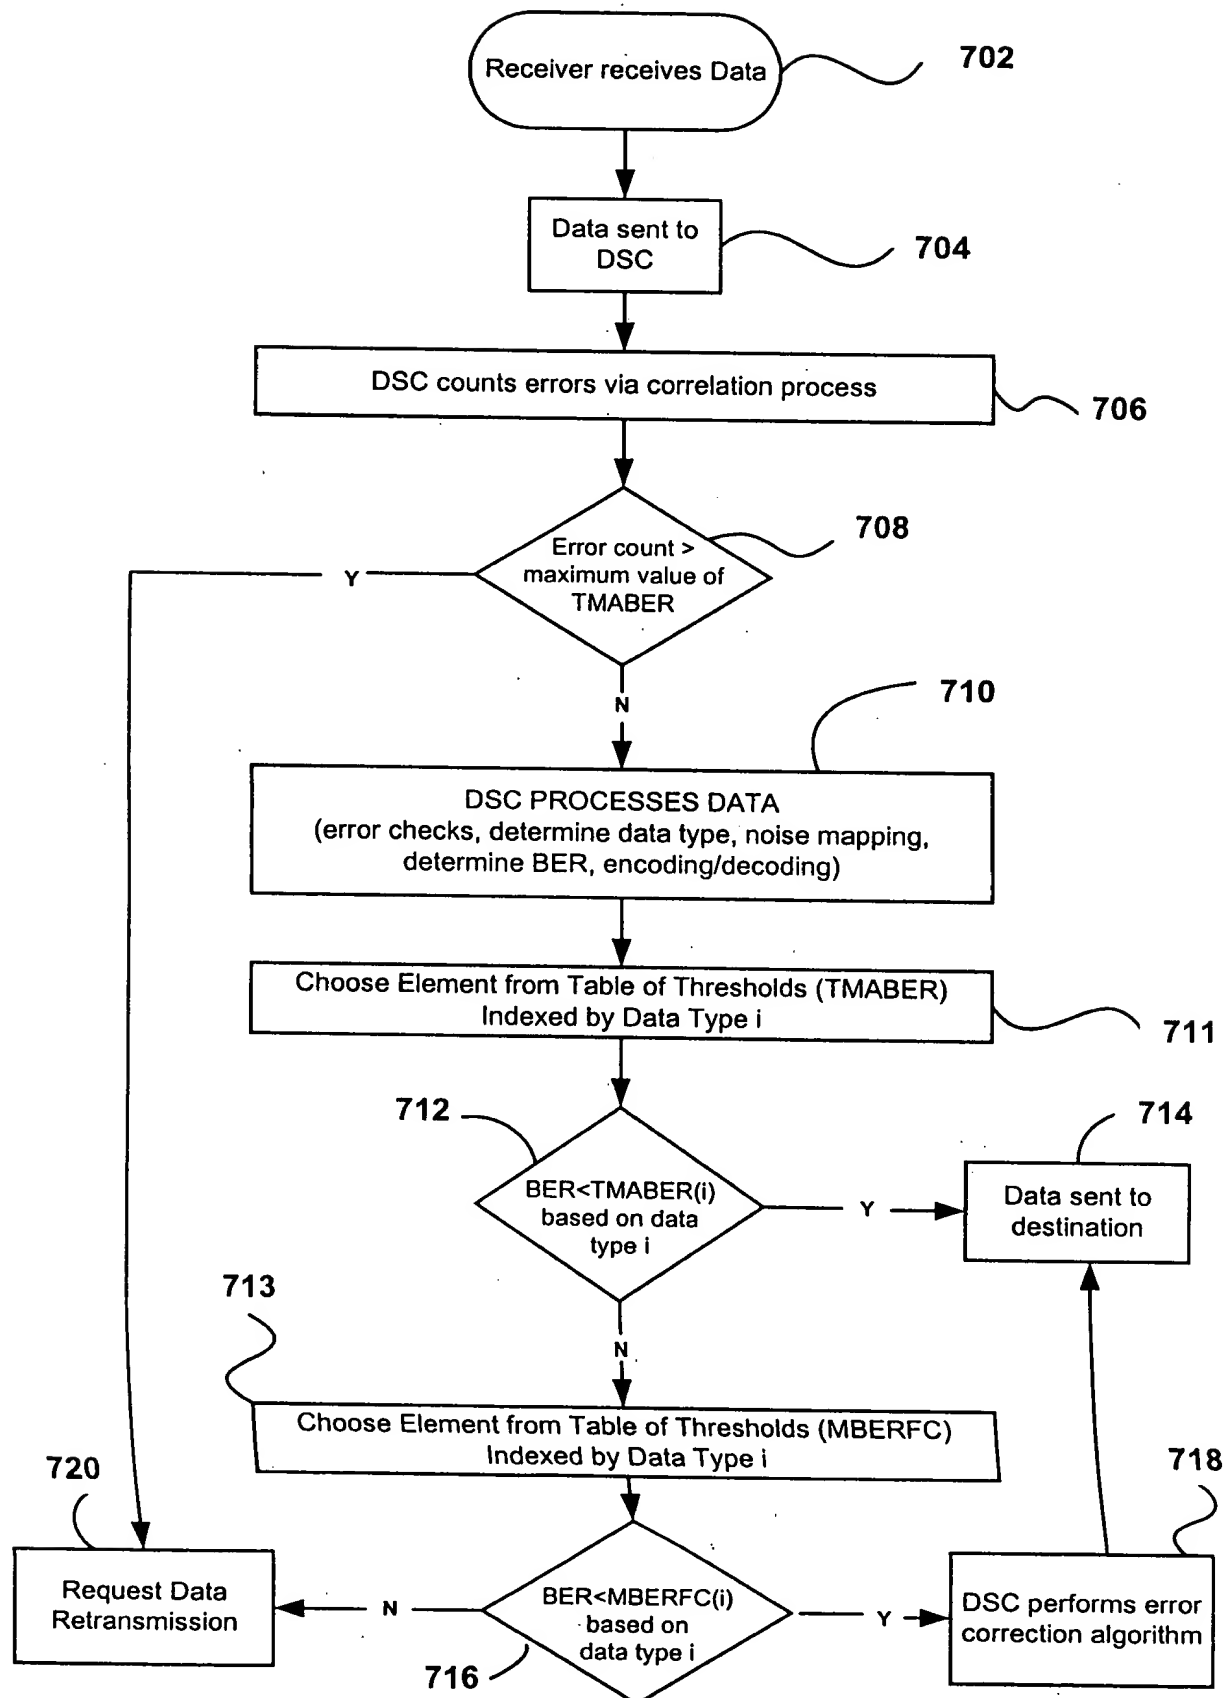 Receiver receives Data
702
Data sent to
DSC
704
DSC counts errors via correlation process
706
Error count >
maximum value of
TMABER
708
Y
N
710
DSC PROCESSES DATA
(error checks, determine data type, noise mapping,
determine BER, encoding/decoding)
Choose Element from Table of Thresholds (TMABER)
Indexed by Data Type i
711
712
BER<TMABER(i)
based on data
type i
Y
714
Data sent to
destination
N
713
Choose Element from Table of Thresholds (MBERFC)
Indexed by Data Type i
720
Request Data
Retransmission
N
BER<MBERFC(i)
based on
data type i
716
Y
718
DSC performs error
correction algorithm